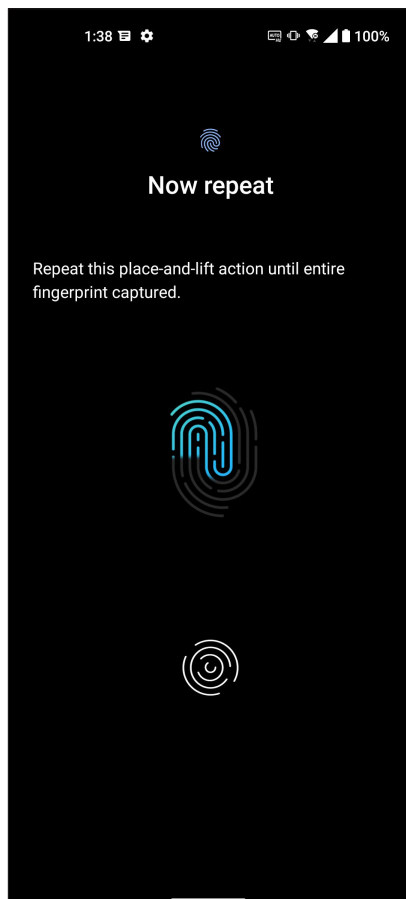 1:38
100%
Now repeat
Repeat this place-and-lift action until entire
fingerprint captured.